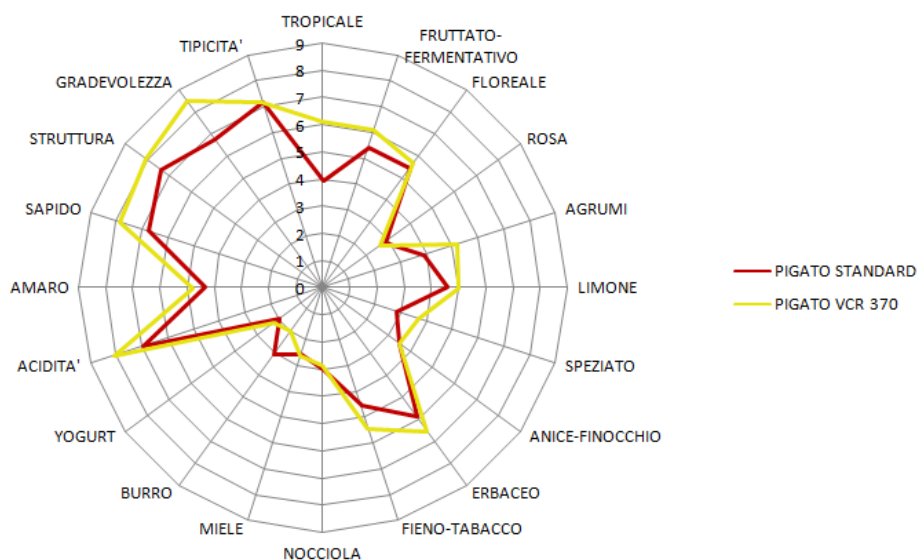 TROPICALE
FRUTTATO-
FERMENTATIVO
FLOREALE
ROSA
AGRUMI
LIMONE
SPEZIATO
ANICE-FINOCCHIO
ERBACEO
FIENO-TABACCO
NOCCIOLA
MIELE
BURRO
YOGURT
ACIDITA'
AMARO
SAPIDO
STRUTTURA
GRADEVOLEZZA
TIPICITA'
9
8
7
6
5
4
3
2
1
0
PIGATO STANDARD
PIGATO VCR 370